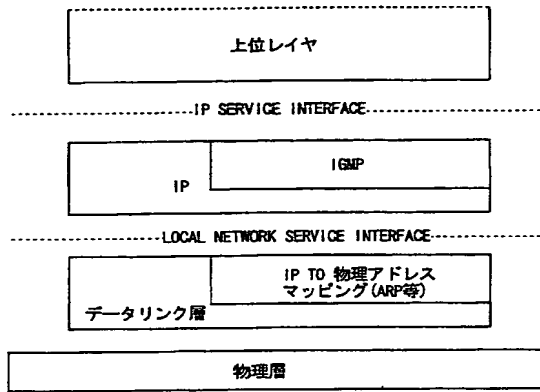 上位レイヤ
IP SERVICE INTERFACE
IGMP
IP
LOCAL NETWORK SERVICE INTERFACE
IP TO 物理アドレス
マッピング(ARP等)
データリンク層
物理層